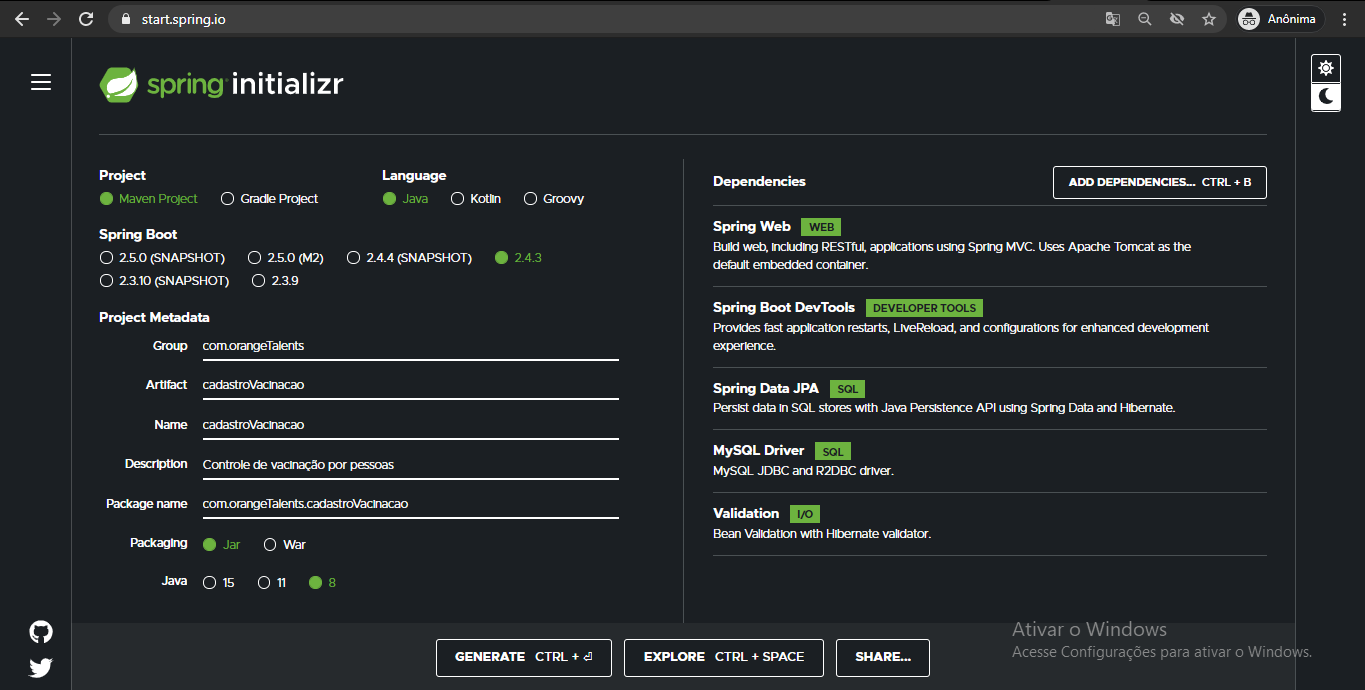 start.spring.io
Anônima
spring initializr
Project
Maven Project Gradle Project
Language
Java Kotlin Groovy
Spring Boot
2.5.0 (SNAPSHOT) 2.5.0 (M2) 2.4.4 (SNAPSHOT) 2.4.3
2.3.10 (SNAPSHOT) 2.3.9
Project Metadata
Group com.orangeTalents
Artifact cadastroVacinacao
Name cadastroVacinacao
Description Controle de vacinação por pessoas
Package name com.orangeTalents.cadastroVacinacao
Packaging Jar War
Java 15 11 8
Dependencies
ADD DEPENDENCIES... CTRL + B
Spring Web WEB
Build web, including RESTful, applications using Spring MVC. Uses Apache Tomcat as the
default embedded container.
Spring Boot DevTools DEVELOPER TOOLS
Provides fast application restarts, LiveReload, and configurations for enhanced development
experience.
Spring Data JPA SQL
Persist data in SQL stores with Java Persistence API using Spring Data and Hibernate.
MySQL Driver SQL
MySQL JDBC and R2DBC driver.
Validation I/O
Bean Validation with Hibernate validator.
GENERATE CTRL + ⏎
EXPLORE CTRL + SPACE
SHARE...
Ativar o Windows
Acesse Configurações para ativar o Windows.